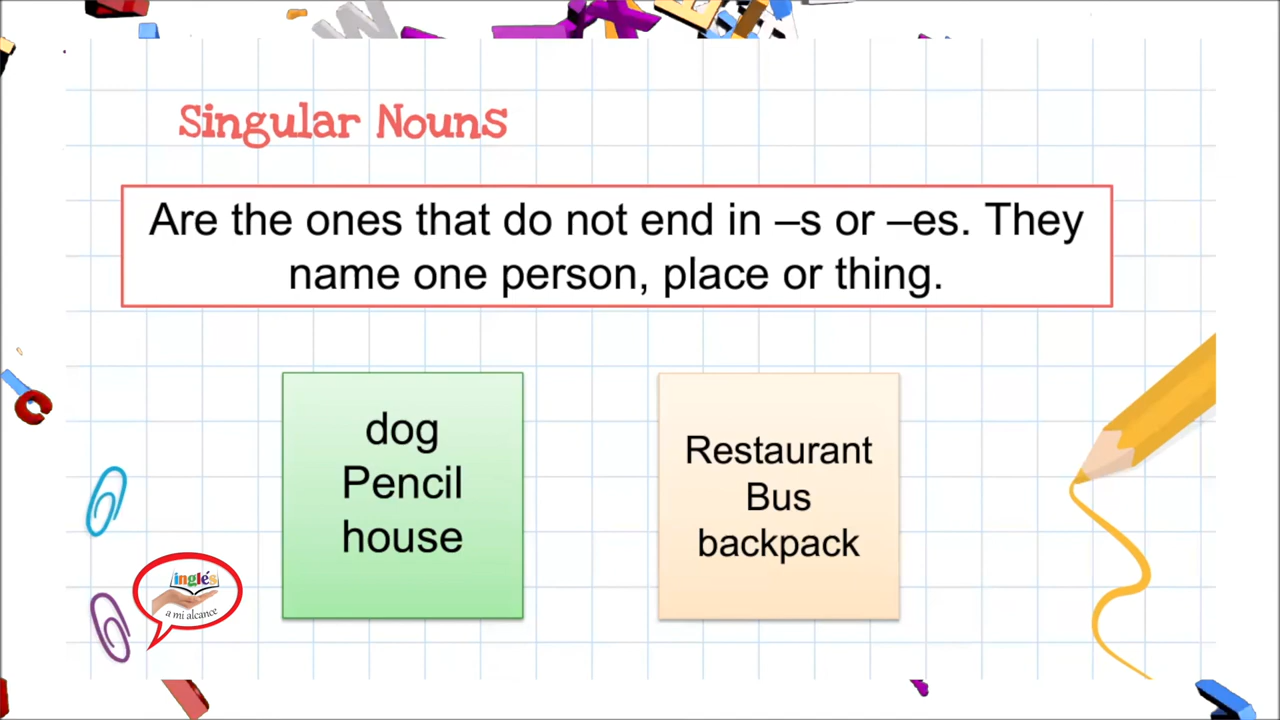 Singular Nouns
Are the ones that do not end in –s or –es. They
name one person, place or thing.
dog
Pencil
house
Restaurant
Bus
backpack
inglés
a mi alcance